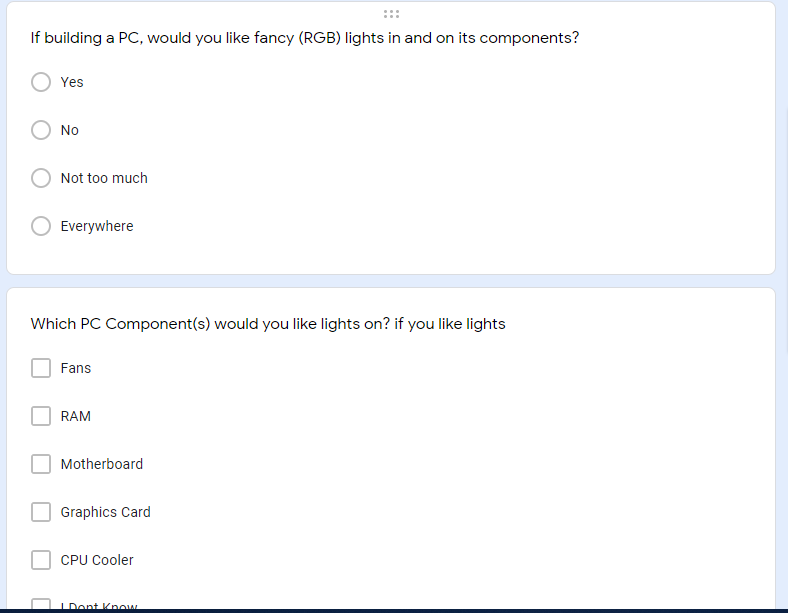 If building a PC, would you like fancy (RGB) lights in and on its components?
Yes
No
Not too much
Everywhere
Which PC Component(s) would you like lights on? if you like lights
Fans
RAM
Motherboard
Graphics Card
CPU Cooler
I Dont Know